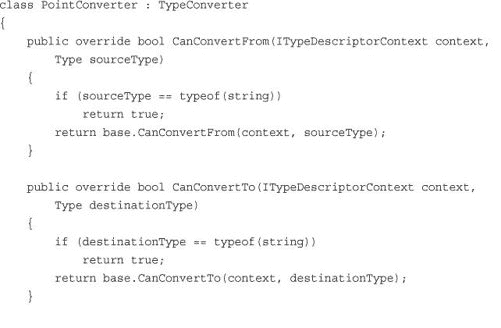 class PointConverter : TypeConverter
{
    public override bool CanConvertFrom(ITypeDescriptorContext context,
        Type sourceType)
    {
        if (sourceType == typeof(string))
            return true;
        return base.CanConvertFrom(context, sourceType);
    }

    public override bool CanConvertTo(ITypeDescriptorContext context,
        Type destinationType)
    {
        if (destinationType == typeof(string))
            return true;
        return base.CanConvertTo(context, destinationType);
    }